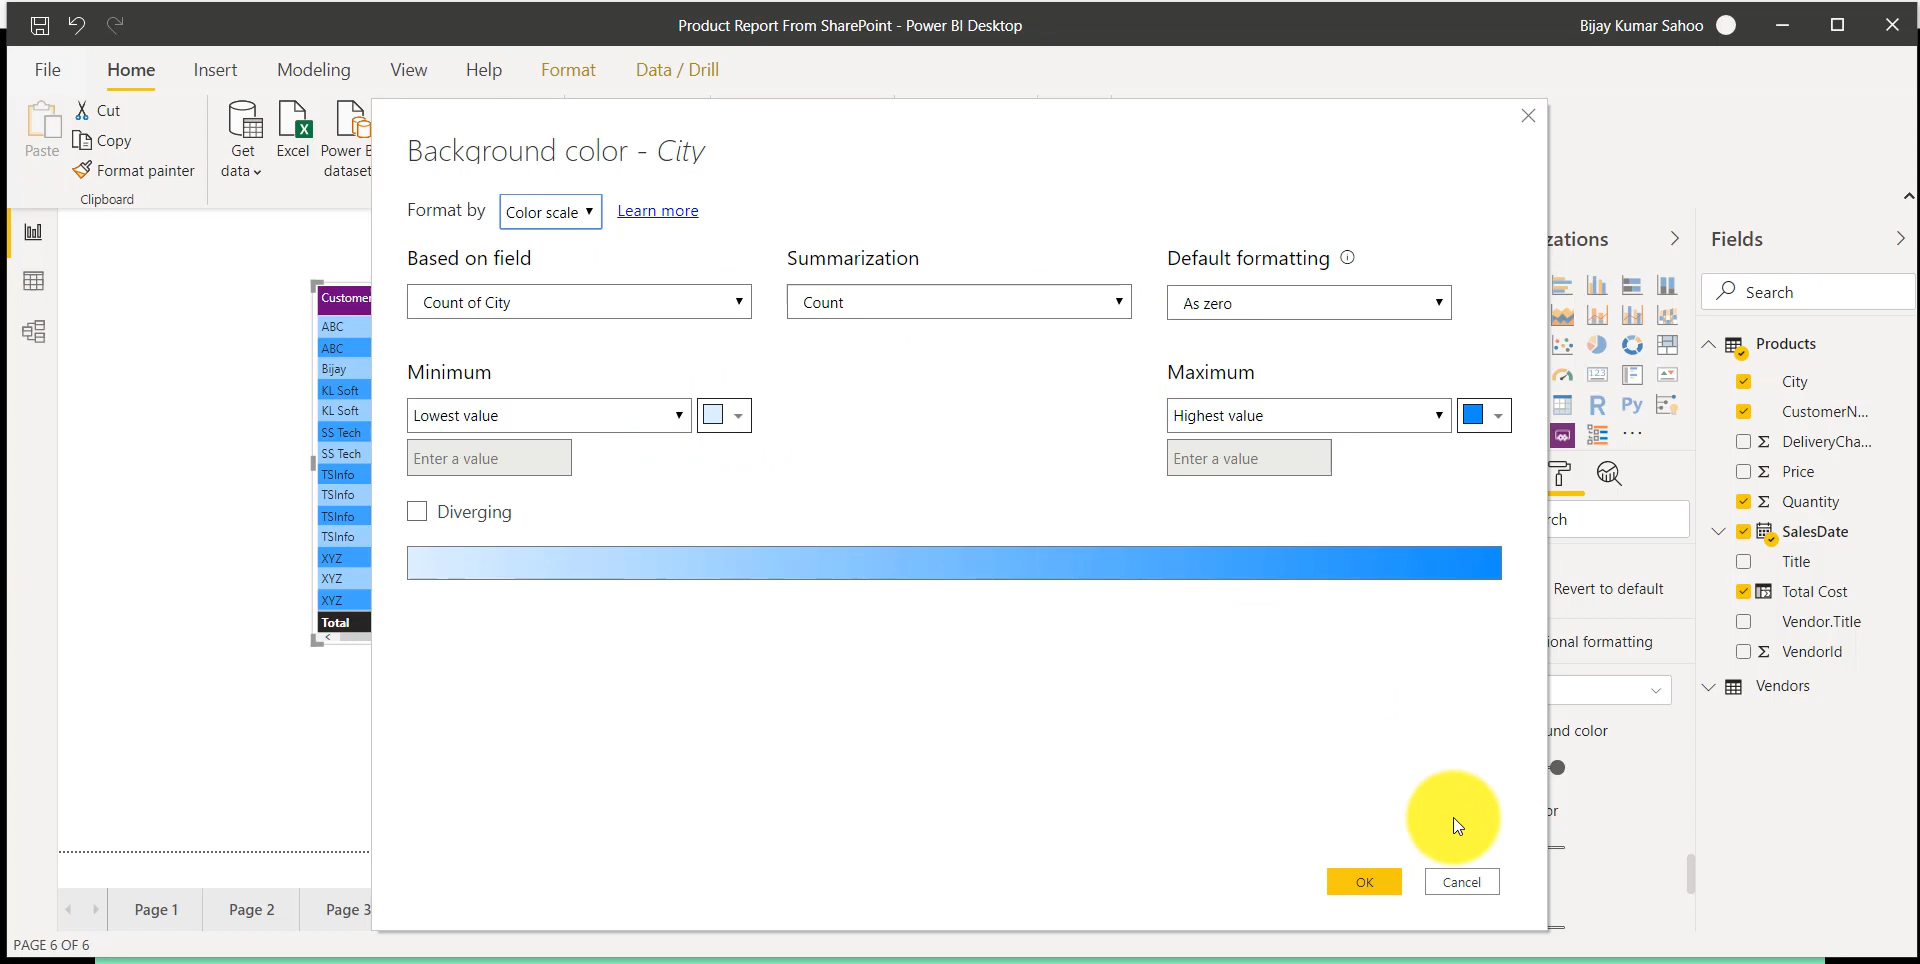 Product Report From SharePoint - Power BI Desktop
Bijay Kumar Sahoo
File Home Insert Modeling View Help Format Data / Drill
Paste
Cut
Copy
Format painter
Clipboard
Get data
Excel
Power B
dataset
Background color - City
Format by Color scale Learn more
Based on field Summarization Default formatting
Count of City Count As zero
Minimum Maximum
Lowest value Highest value
Enter a value Enter a value
Diverging
OK Cancel
Customer
ABC
ABC
Bijay
KL Soft
KL Soft
SS Tech
SS Tech
TSInfo
TSInfo
TSInfo
TSInfo
XYZ
XYZ
XYZ
Total
zations
R Py
123
rch
Revert to default
ional formatting
und color
or
Fields
Search
Products
City
CustomerN...
DeliveryCha...
Price
Quantity
SalesDate
Title
Total Cost
Vendor.Title
VendorId
Vendors
Page 1 Page 2 Page 3
PAGE 6 OF 6